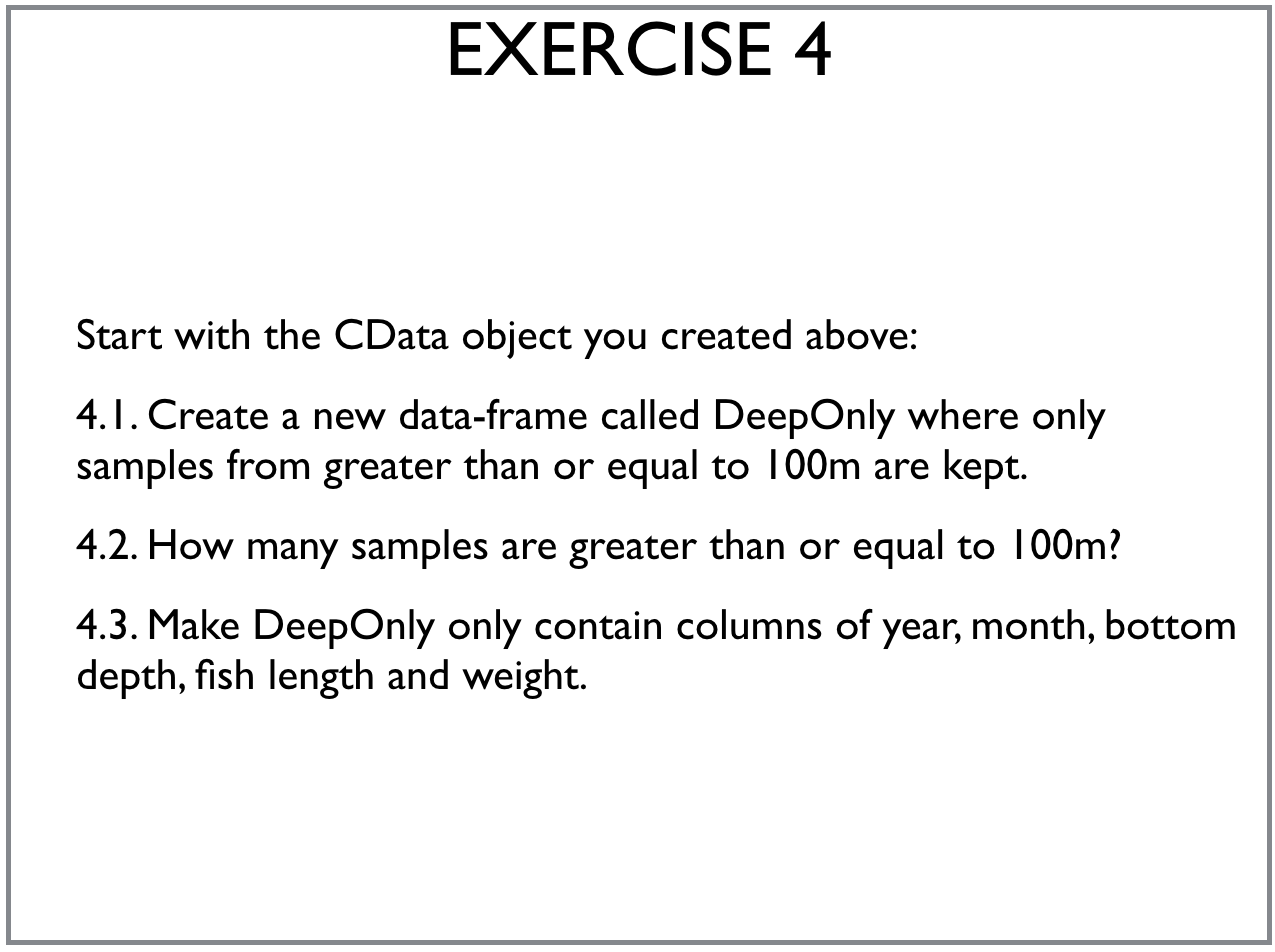 EXERCISE 4
Start with the CData object you created above:
4.1. Create a new data-frame called DeepOnly where only
samples from greater than or equal to 100m are kept.
4.2. How many samples are greater than or equal to 100m?
4.3. Make DeepOnly only contain columns of year, month, bottom
depth, fish length and weight.